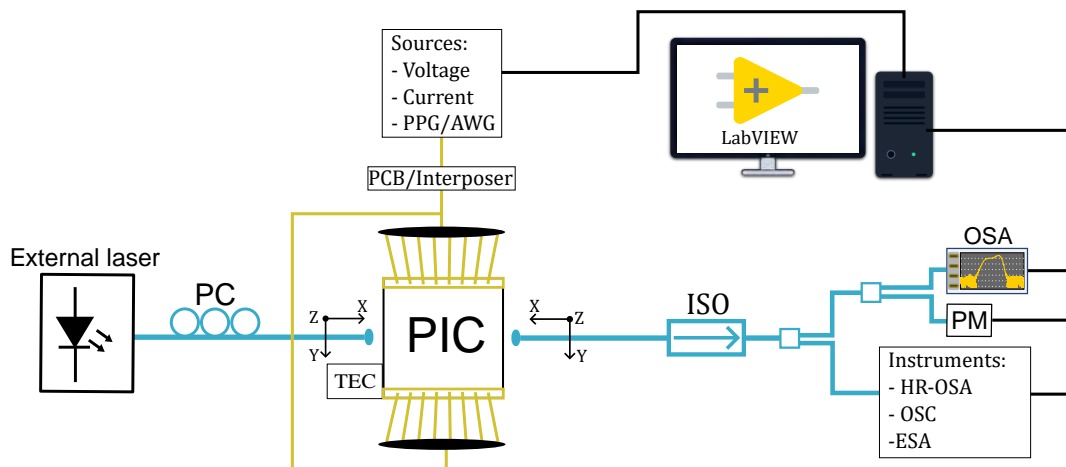 Sources:
- Voltage
- Current
- PPG/AWG
LabVIEW
PCB/Interposer
External laser
PC
X
Z
Y
TEC
PIC
X
Z
Y
ISO
OSA
PM
Instruments:
- HR-OSA
- OSC
-ESA